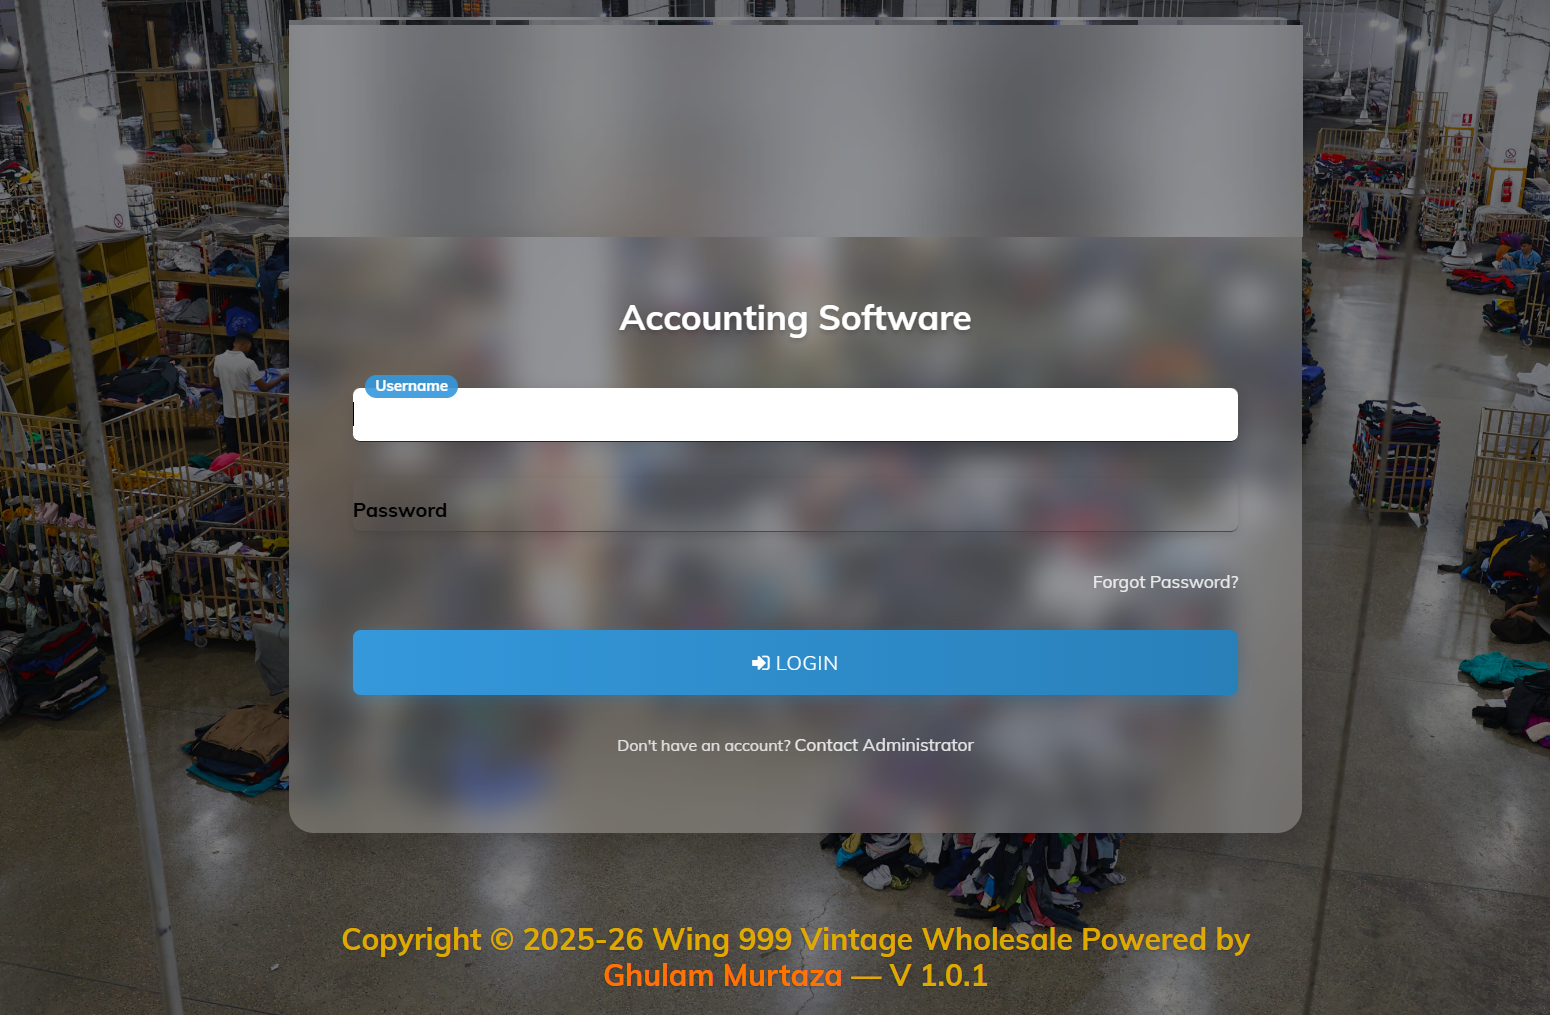 Accounting Software
Username
Password
Forgot Password?
LOGIN
Don't have an account? Contact Administrator
Copyright © 2025-26 Wing 999 Vintage Wholesale Powered by
Ghulam Murtaza — V 1.0.1